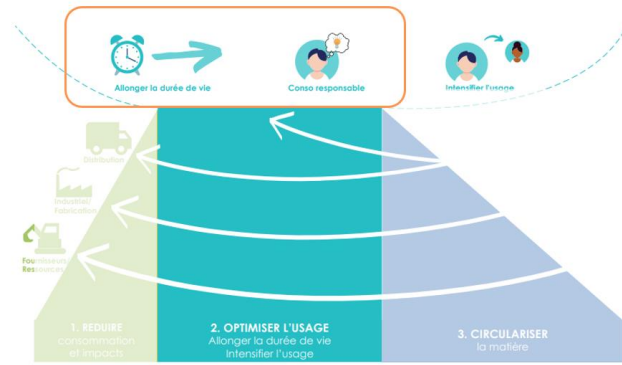 Allonger la durée de vie
Conso responsable
Intensifier l'usage
Distribution
Industriel/
Fabrication
Fournisseurs
Ressources
1. REDUIRE
consommation
et impacts
2. OPTIMISER L'USAGE
Allonger la durée de vie
Intensifier l'usage
3. CIRCULARISER
la matière